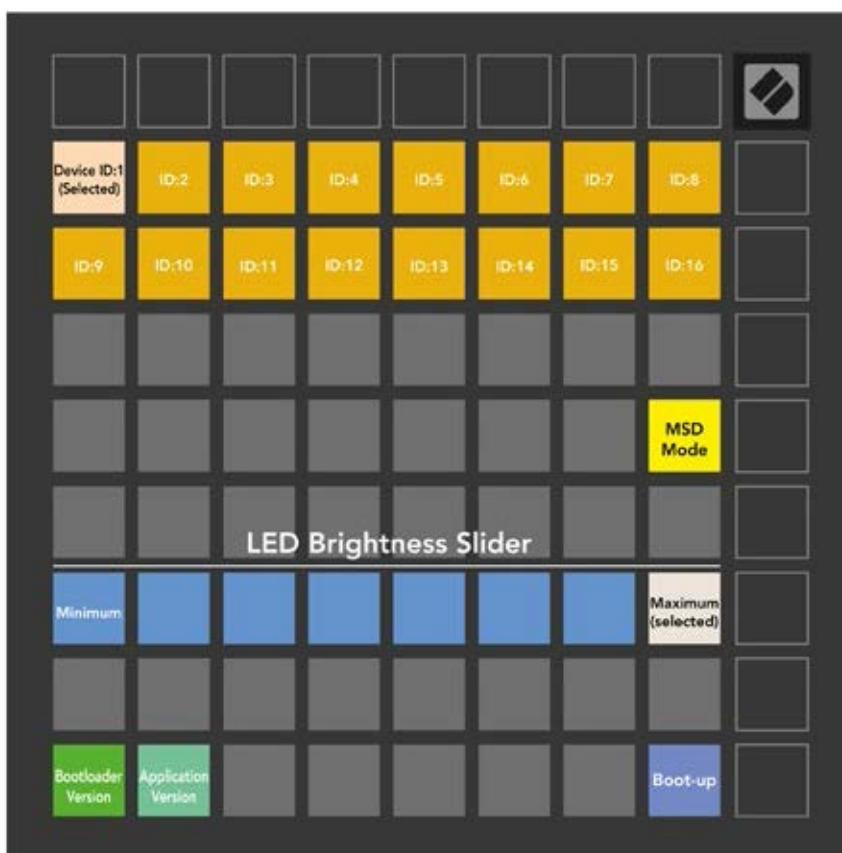 Device ID:1
(Selected)
ID:2
ID:3
ID:4
ID:5
ID:6
ID:7
ID:8
ID:9
ID:10
ID:11
ID:12
ID:13
ID:14
ID:15
ID:16
MSD
Mode
LED Brightness Slider
Minimum
Maximum
(selected)
Bootloader
Version
Application
Version
Boot-up